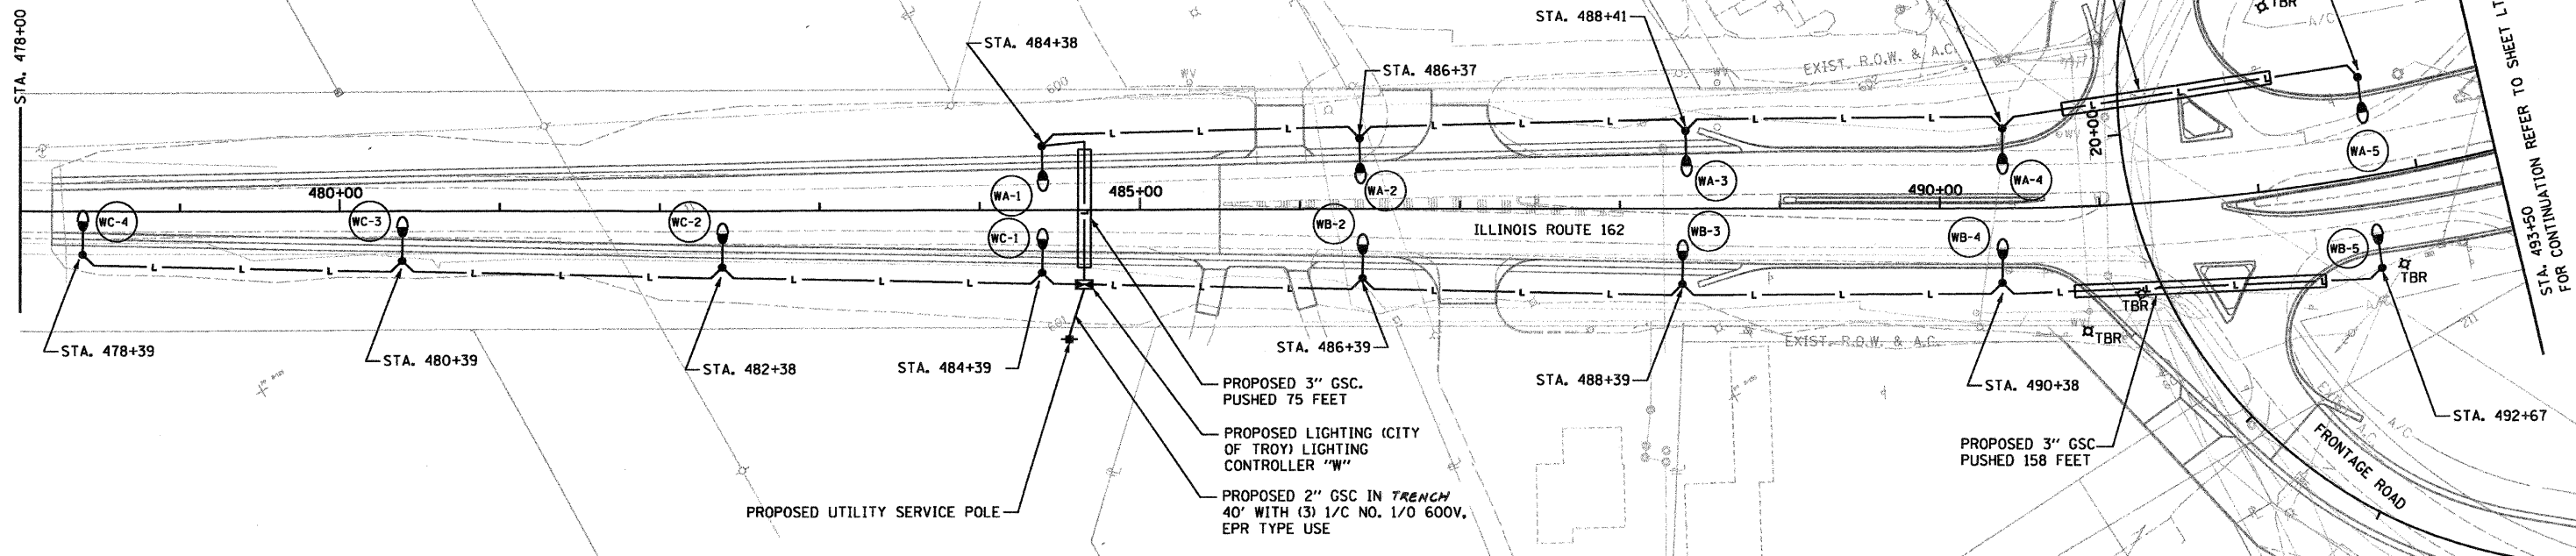 STA. 478+00
STA. 484+38
STA. 486+37
STA. 488+41
EXIST. R.O.W. & A.C.
TBR
A/C
STA. 493+50
FOR CONTINUATION REFER TO SHEET
600
WV
WV
20+00
WA-1
WA-2
WA-3
WA-4
WA-5
480+00
485+00
490+00
WC-4
WC-3
WC-2
WC-1
WB-2
WB-3
WB-4
WB-5
ILLINOIS ROUTE 162
L
TBR
TBR
TBR
EXIST. R.O.W. & A.C.
A/C
STA. 478+39
STA. 480+39
STA. 482+38
STA. 484+39
STA. 486+39
STA. 488+39
STA. 490+38
STA. 492+67
PROPOSED 3" GSC.
PUSHED 75 FEET
PROPOSED LIGHTING (CITY
OF TROY) LIGHTING
CONTROLLER "W"
PROPOSED 2" GSC IN TRENCH
40' WITH (3) 1/C NO. 1/0 600V.
EPR TYPE USE
PROPOSED UTILITY SERVICE POLE
PROPOSED 3" GSC
PUSHED 158 FEET
FRONTAGE ROAD